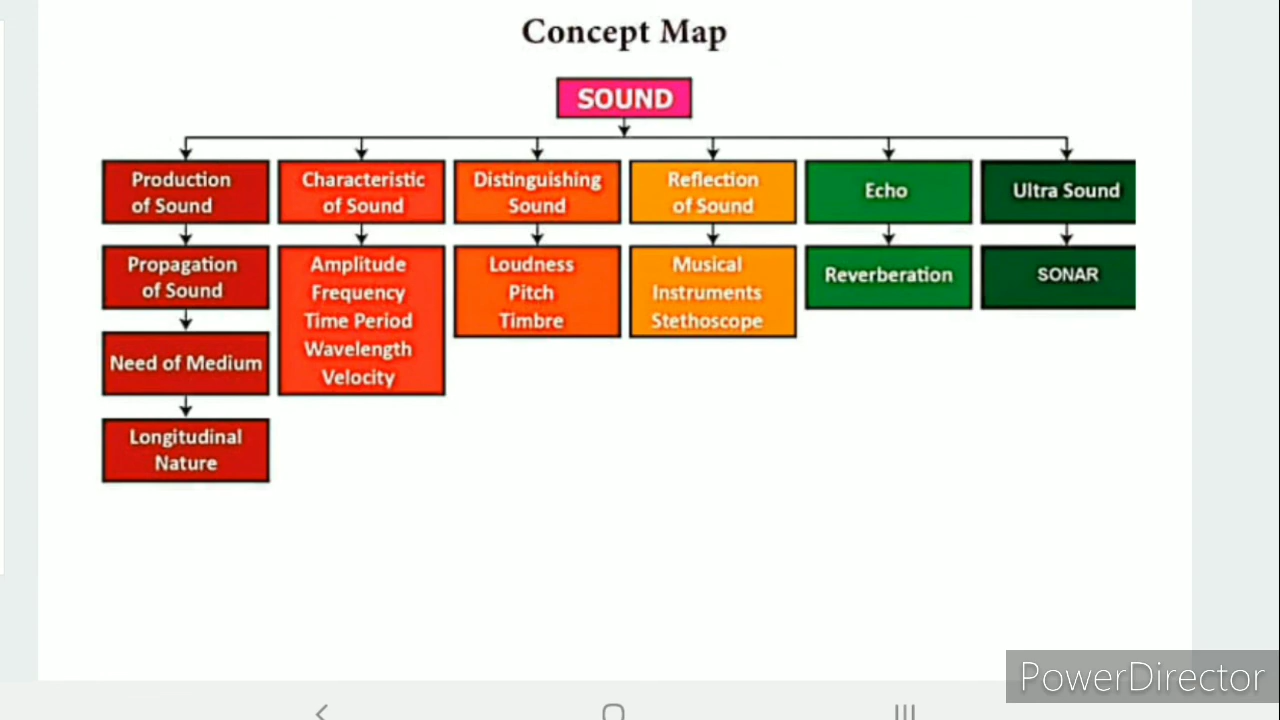 Concept Map
SOUND
Production
of Sound
Propagation
of Sound
Need of Medium
Longitudinal
Nature
Characteristic
of Sound
Amplitude
Frequency
Time Period
Wavelength
Velocity
Distinguishing
Sound
Loudness
Pitch
Timbre
Reflection
of Sound
Musical
Instruments
Stethoscope
Echo
Reverberation
Ultra Sound
SONAR
PowerDirector